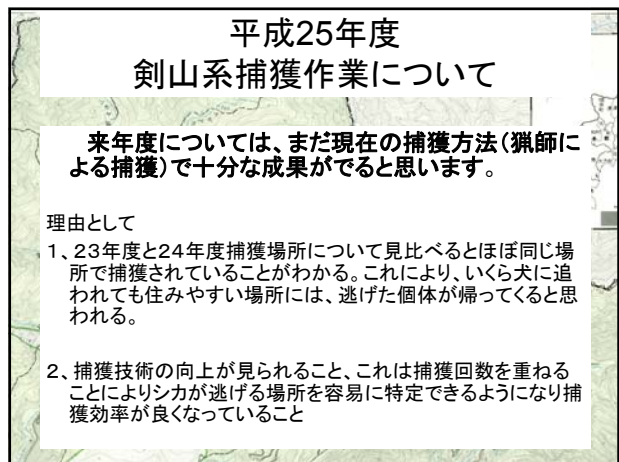 平成25年度
剣山系捕獲作業について
来年度については、まだ現在の捕獲方法（猟師に
よる捕獲）で十分な成果がでると思います。
理由として
1、23年度と24年度捕獲場所について見比べるとほぼ同じ場
所で捕獲されていることがわかる。これにより、いくら犬に追
われても住みやすい場所には、逃げた個体が帰ってくると思
われる。
2、捕獲技術の向上が見られること、これは捕獲回数を重ねる
ことによりシカが逃げる場所を容易に特定できるようになり捕
獲効率が良くなっていること